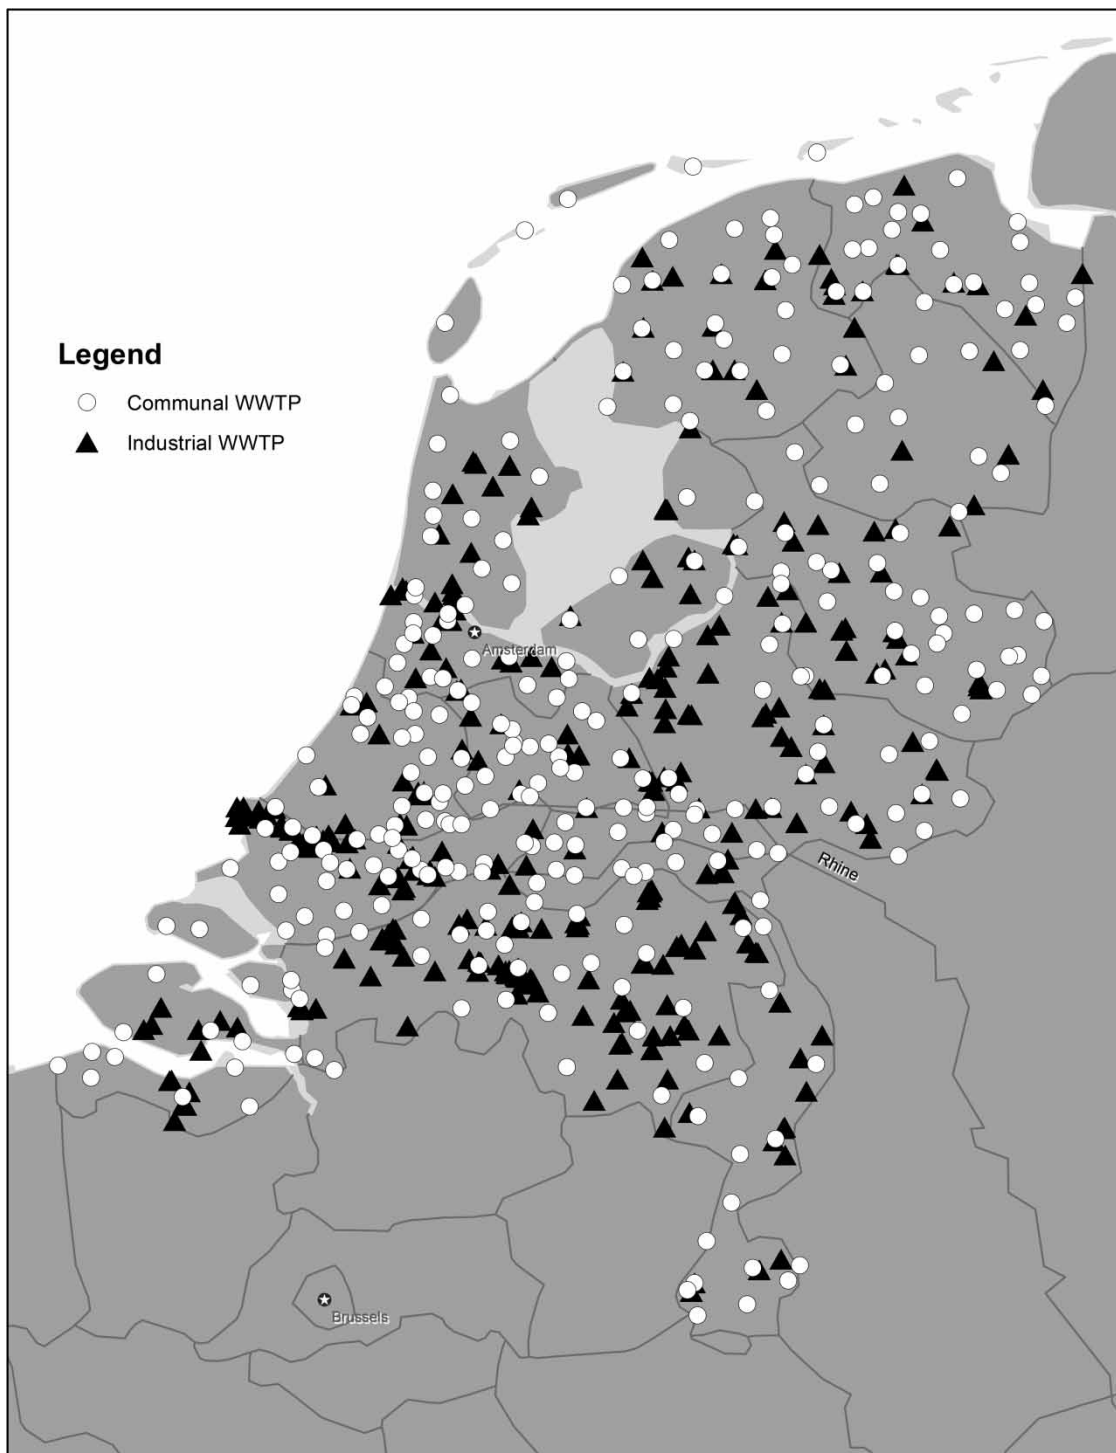 Legend
Communal WWTP
Industrial WWTP
Amsterdam
Rhine
Brussels